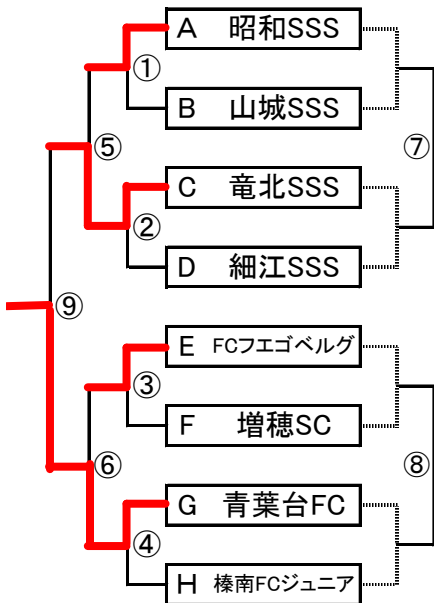 A 昭和SSS
①
B 山城SSS
⑤
⑦
C 竜北SSS
②
D 細江SSS
⑨
E FCフエゴベルグ
③
F 増穂SC
⑥
⑧
G 青葉台FC
④
H 榛南FCジュニア